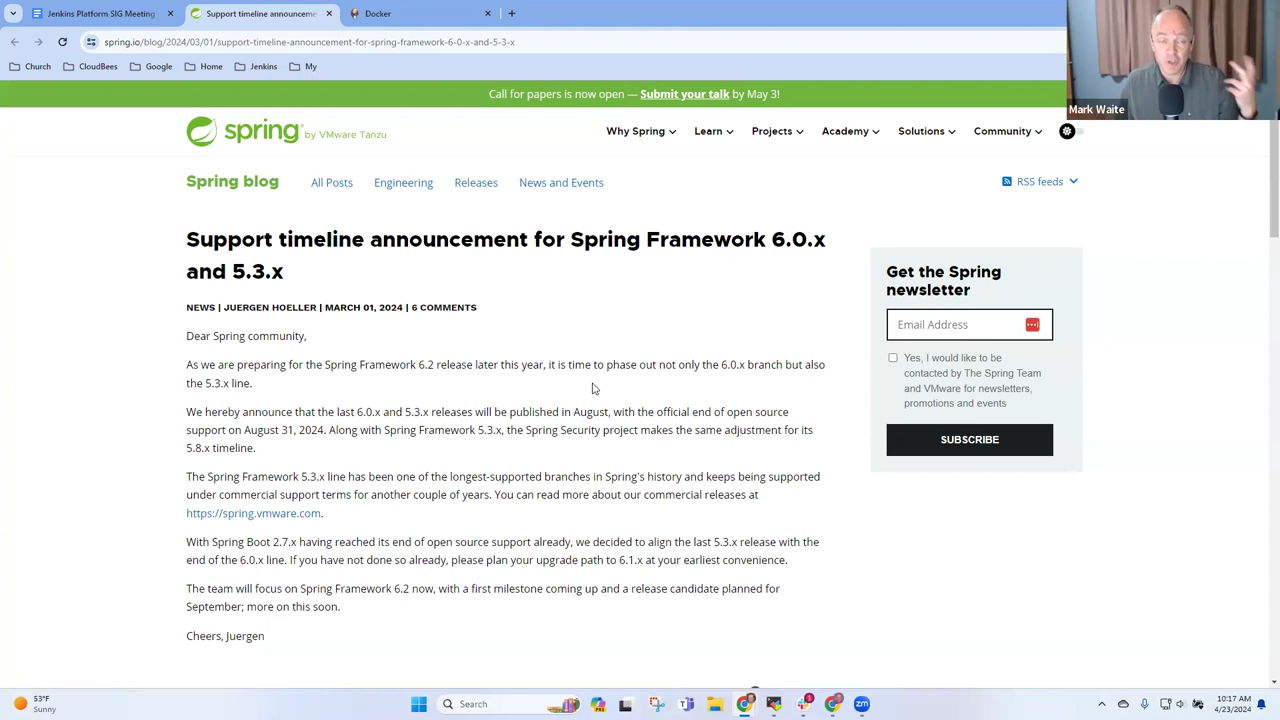 Jenkins Platform SIG Meeting
Support timeline announceme
Docker
spring.io/blog/2024/03/01/support-timeline-announcement-for-spring-framework-6-0-x-and-5-3-x
Church
CloudBees
Google
Home
Jenkins
My
Mark Waite
Call for papers is now open — Submit your talk by May 3!
spring by VMware Tanzu
Why Spring
Learn
Projects
Academy
Solutions
Community
Spring blog
All Posts
Engineering
Releases
News and Events
RSS feeds
Support timeline announcement for Spring Framework 6.0.x
and 5.3.x
NEWS | JUERGEN HOELLER | MARCH 01, 2024 | 6 COMMENTS
Dear Spring community,
As we are preparing for the Spring Framework 6.2 release later this year, it is time to phase out not only the 6.0.x branch but also
the 5.3.x line.
We hereby announce that the last 6.0.x and 5.3.x releases will be published in August, with the official end of open source
support on August 31, 2024. Along with Spring Framework 5.3.x, the Spring Security project makes the same adjustment for its
5.8.x timeline.
The Spring Framework 5.3.x line has been one of the longest-supported branches in Spring's history and keeps being supported
under commercial support terms for another couple of years. You can read more about our commercial releases at
https://spring.vmware.com.
With Spring Boot 2.7.x having reached its end of open source support already, we decided to align the last 5.3.x release with the
end of the 6.0.x line. If you have not done so already, please plan your upgrade path to 6.1.x at your earliest convenience.
The team will focus on Spring Framework 6.2 now, with a first milestone coming up and a release candidate planned for
September; more on this soon.
Cheers, Juergen
Get the Spring
newsletter
Email Address
Yes, I would like to be
contacted by The Spring Team
and VMware for newsletters,
promotions and events
SUBSCRIBE
53°F
Sunny
Search
10:17 AM
4/23/2024